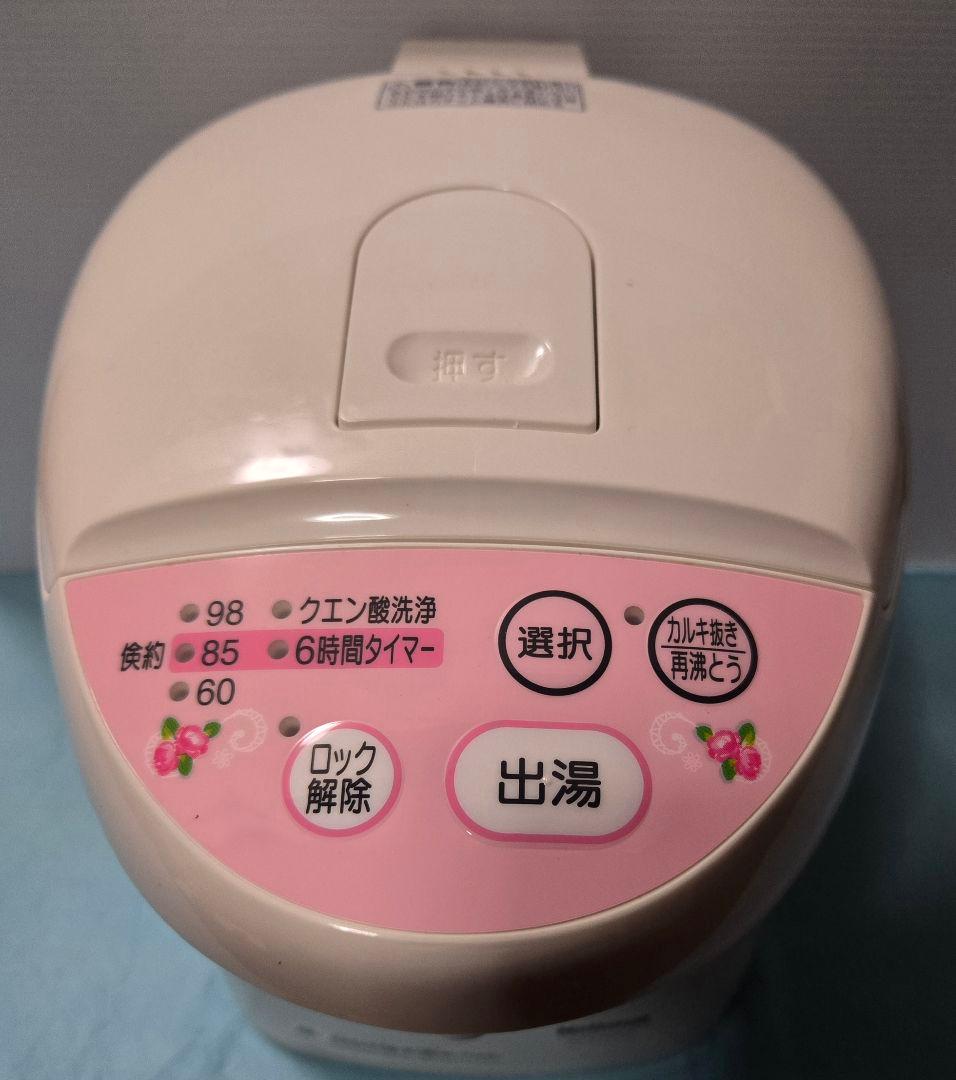 押す
98 クエン酸洗浄
倹約 85 6時間タイマー
60
選択
カルキ抜き
再沸とう
ロック
解除
出湯